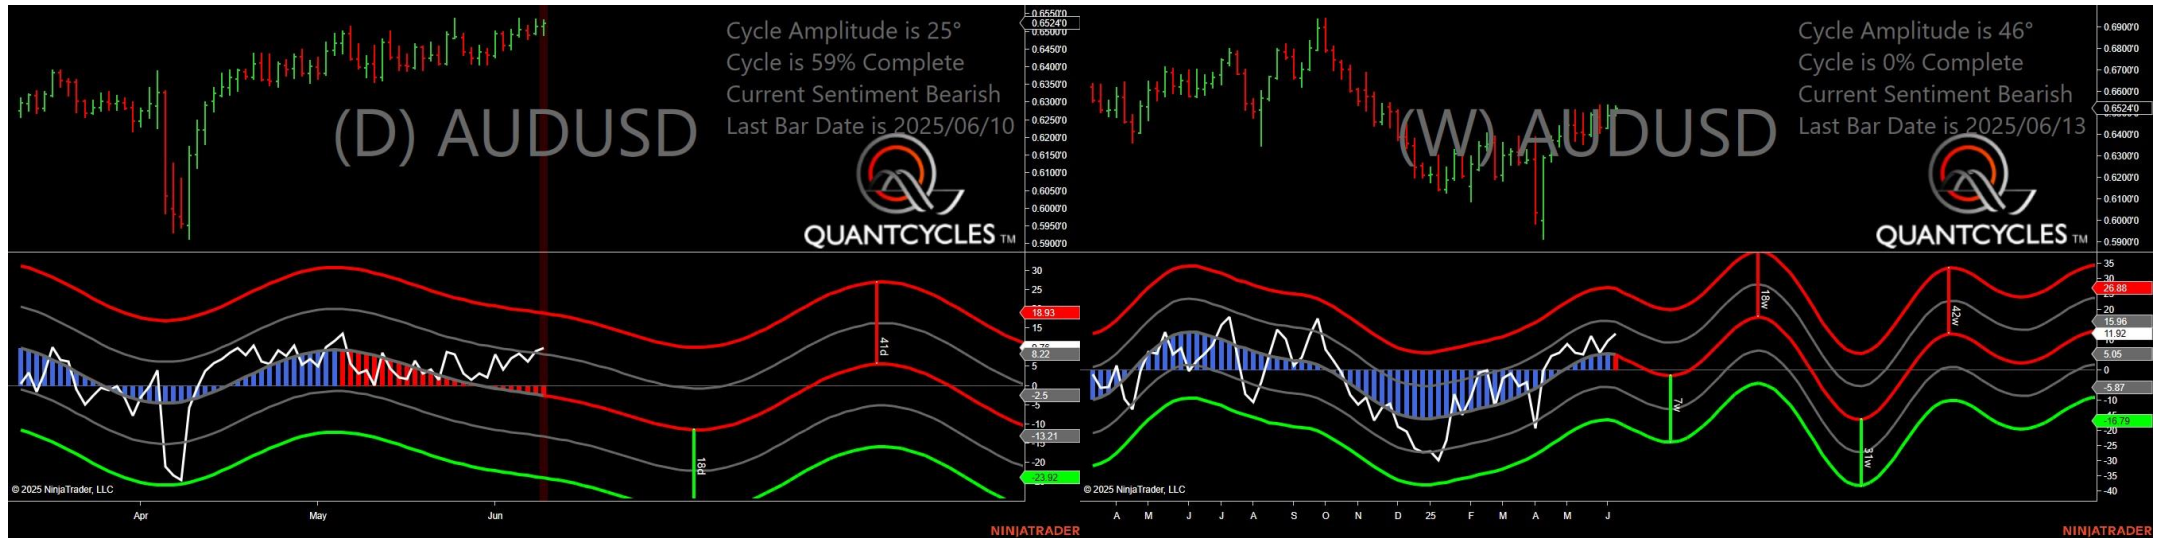 Cycle Amplitude is 25°
Cycle is 59% Complete
Current Sentiment Bearish
Last Bar Date is 2025/06/10
(D) AUDUSD
QUANTCYCLES TM
0.6550'0
0.6524'0
0.6500'0
0.6450'0
0.6400'0
0.6350'0
0.6300'0
0.6250'0
0.6200'0
0.6150'0
0.6100'0
0.6050'0
0.6000'0
0.5950'0
0.5900'0
30
25
18.93
15
8.22
5
0
-2.5
-5
-10
-13.21
-20
-23.92
41d
18d
© 2025 NinjaTrader, LLC
Apr
May
Jun
NINJATRADER
Cycle Amplitude is 46°
Cycle is 0% Complete
Current Sentiment Bearish
Last Bar Date is 2025/06/13
(W) AUDUSD
QUANTCYCLES TM
0.6900'0
0.6800'0
0.6700'0
0.6600'0
0.6524'0
0.6400'0
0.6300'0
0.6200'0
0.6100'0
0.6000'0
0.5900'0
35
30
26.88
20
15.96
11.92
5.05
0
-5.87
-10
-16.79
-20
-25
-30
-35
-40
7w
18w
31w
42w
© 2025 NinjaTrader, LLC
A M J J A S O N D 25 F M A M J
NINJATRADER